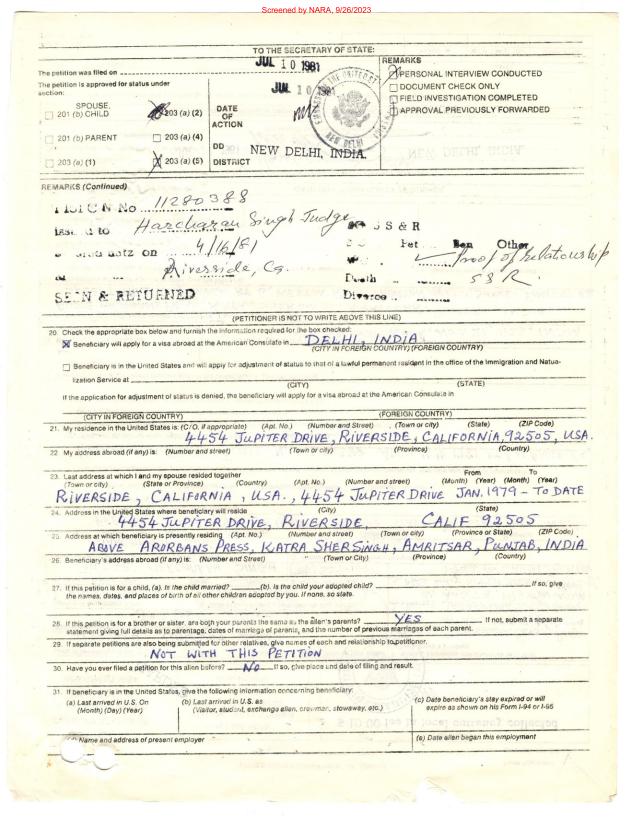 Screened by NARA, 9/26/2023
TO THE SECRETARY OF STATE:
The petition was filed on JUL 10 1981
The petition is approved for status under section:
SPOUSE,
201 (b) CHILD
203 (a) (2)
201 (b) PARENT
203 (a) (4)
203 (a) (1)
203 (a) (5)
DATE OF ACTION
JUL 10 1981
DD
DISTRICT
NEW DELHI, INDIA.
REMARKS
PERSONAL INTERVIEW CONDUCTED
DOCUMENT CHECK ONLY
FIELD INVESTIGATION COMPLETED
APPROVAL PREVIOUSLY FORWARDED
REMARKS (Continued)
No 11280388
to Harcharan Singh Judge
on 4/16/81
at Riverside, Ca.
SEEN & RETURNED
S & R
Pet Ben Other
Proof of Relationship
S & R
Death
Divorce
(PETITIONER IS NOT TO WRITE ABOVE THIS LINE)
20. Check the appropriate box below and furnish the information required for the box checked:
Beneficiary will apply for a visa abroad at the American Consulate in DELHI, INDIA
(CITY IN FOREIGN COUNTRY) (FOREIGN COUNTRY)
Beneficiary is in the United States and will apply for adjustment of status to that of a lawful permanent resident in the office of the Immigration and Natua-
lization Service at
(CITY) (STATE)
If the application for adjustment of status is denied, the beneficiary will apply for a visa abroad at the American Consulate in
(CITY IN FOREIGN COUNTRY) (FOREIGN COUNTRY)
21. My residence in the United States is: (C/O, if appropriate) (Apt. No.) (Number and Street) (Town or city) (State) (ZIP Code)
4454 JUPITER DRIVE, RIVERSIDE, CALIFORNIA, 92505, USA.
22 My address abroad (if any) is: (Number and Street) (Town or city) (Province) (Country)
23. Last address at which I and my spouse resided together From To
(Town or city) (State or Province) (Country) (Apt. No.) (Number and street) (Month) (Year) (Month) (Year)
RIVERSIDE, CALIFORNIA, USA., 4454 JUPITER DRIVE JAN. 1979 - TO DATE
24. Address in the United States where beneficiary will reside (City) (State)
4454 JUPITER DRIVE, RIVERSIDE, CALIF 92505
25. Address at which beneficiary is presently residing (Apt. No.) (Number and street) (Town or city) (Province or State) (ZIP Code)
ABOVE ARORBANS PRESS, KATRA SHER SINGH, AMRITSAR, PUNJAB, INDIA
26. Beneficiary's address abroad (if any) is: (Number and Street) (Town or City) (Province) (Country)
27. If this petition is for a child, (a). Is the child married? (b). Is the child your adopted child? If so, give
the names, dates, and places of birth of all other children adopted by you. If none, so state.
28. If this petition is for a brother or sister, are both your parents the same as the alien's parents? YES If not, submit a separate
statement giving full details as to parentage, dates of marriage of parents, and the number of previous marriages of each parent.
29. If separate petitions are also being submitted for other relatives, give names of each and relationship to petitioner.
NOT WITH THIS PETITION
30. Have you ever filed a petition for this alien before? NO If so, give place and date of filing and result.
31. If beneficiary is in the United States, give the following information concerning beneficiary:
(a) Last arrived in U.S. On
(Month) (Day) (Year)
(b) Last arrived in U.S. as
(Visitor, student, exchange alien, crewman, stowaway, etc.)
(c) Date beneficiary's stay expired or will
expire as shown on his Form I-94 or I-95
(d) Name and address of present employer
(e) Date alien began this employment